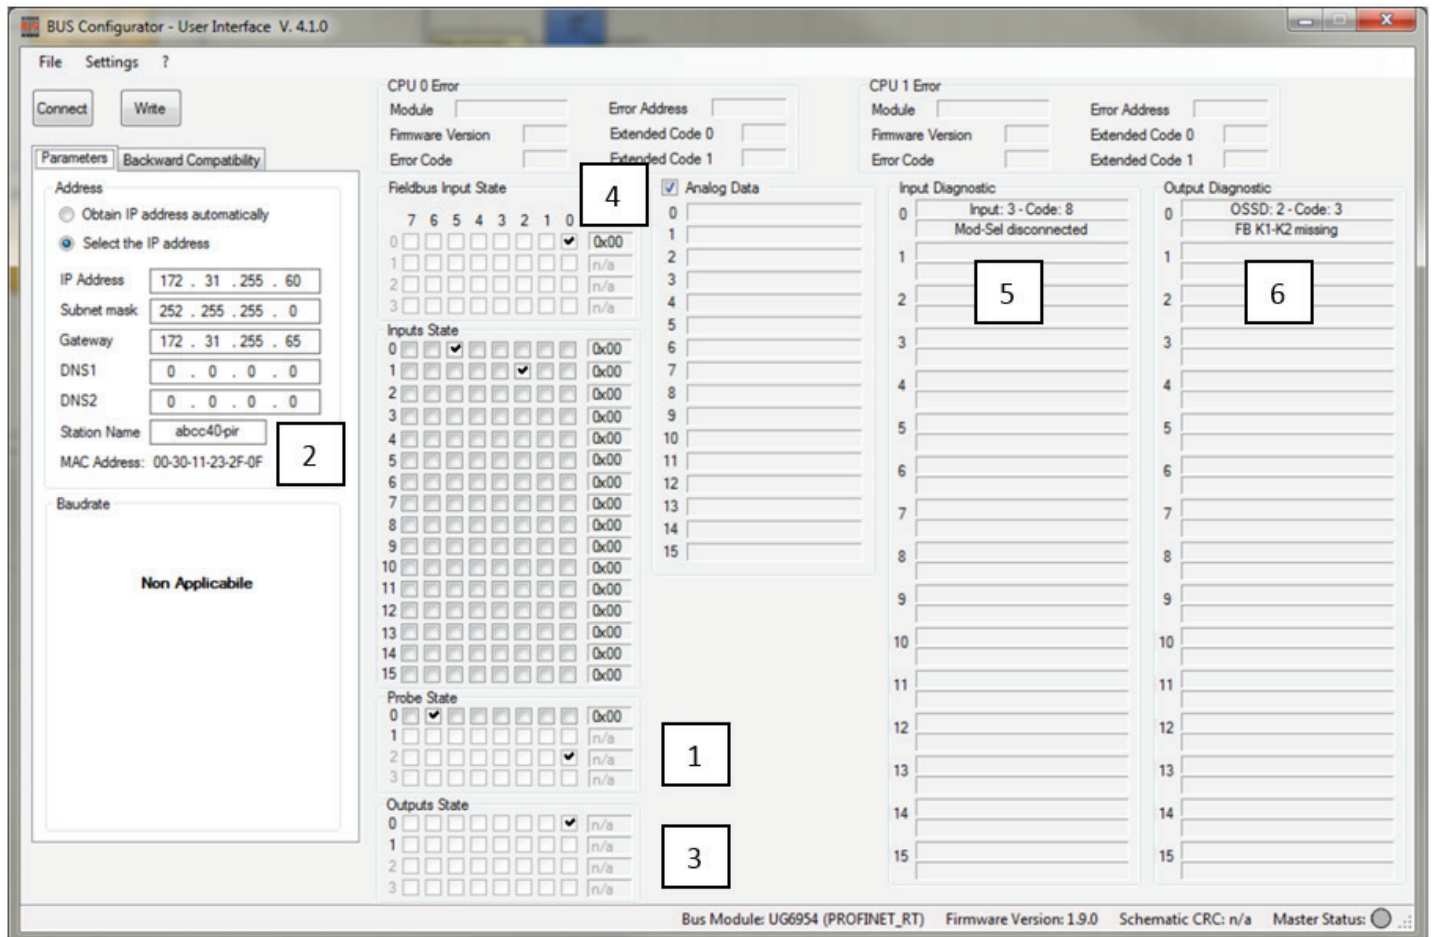 BUS Configurator - User Interface V. 4.1.0
File Settings ?
Connect Write
Parameters Backward Compatibility
Address
Obtain IP address automatically
Select the IP address
IP Address 172 . 31 . 255 . 60
Subnet mask 252 . 255 . 255 . 0
Gateway 172 . 31 . 255 . 65
DNS1 0 . 0 . 0 . 0
DNS2 0 . 0 . 0 . 0
Station Name abcc40-pir
MAC Address: 00-30-11-23-2F-0F
2
Baudrate
Non Applicabile
CPU 0 Error
Module Error Address
Firmware Version Extended Code 0
Error Code Extended Code 1
CPU 1 Error
Module Error Address
Firmware Version Extended Code 0
Error Code Extended Code 1
Fieldbus Input State
4
7 6 5 4 3 2 1 0
0 0x00
1 n/a
2 n/a
3 n/a
Inputs State
0 0x00
1 0x00
2 0x00
3 0x00
4 0x00
5 0x00
6 0x00
7 0x00
8 0x00
9 0x00
10 0x00
11 0x00
12 0x00
13 0x00
14 0x00
15 0x00
Probe State
0 0x00
1 n/a
2 n/a
3 n/a
1
Outputs State
0 n/a
1 n/a
2 n/a
3 n/a
3
Analog Data
0
1
2
3
4
5
6
7
8
9
10
11
12
13
14
15
Input Diagnostic
0 Input: 3 - Code: 8
Mod-Sel disconnected
1
5
2
3
4
5
6
7
8
9
10
11
12
13
14
15
Output Diagnostic
0 OSSD: 2 - Code: 3
FB K1-K2 missing
1
6
2
3
4
5
6
7
8
9
10
11
12
13
14
15
Bus Module: UG6954 (PROFINET_RT) Firmware Version: 1.9.0 Schematic CRC: n/a Master Status: